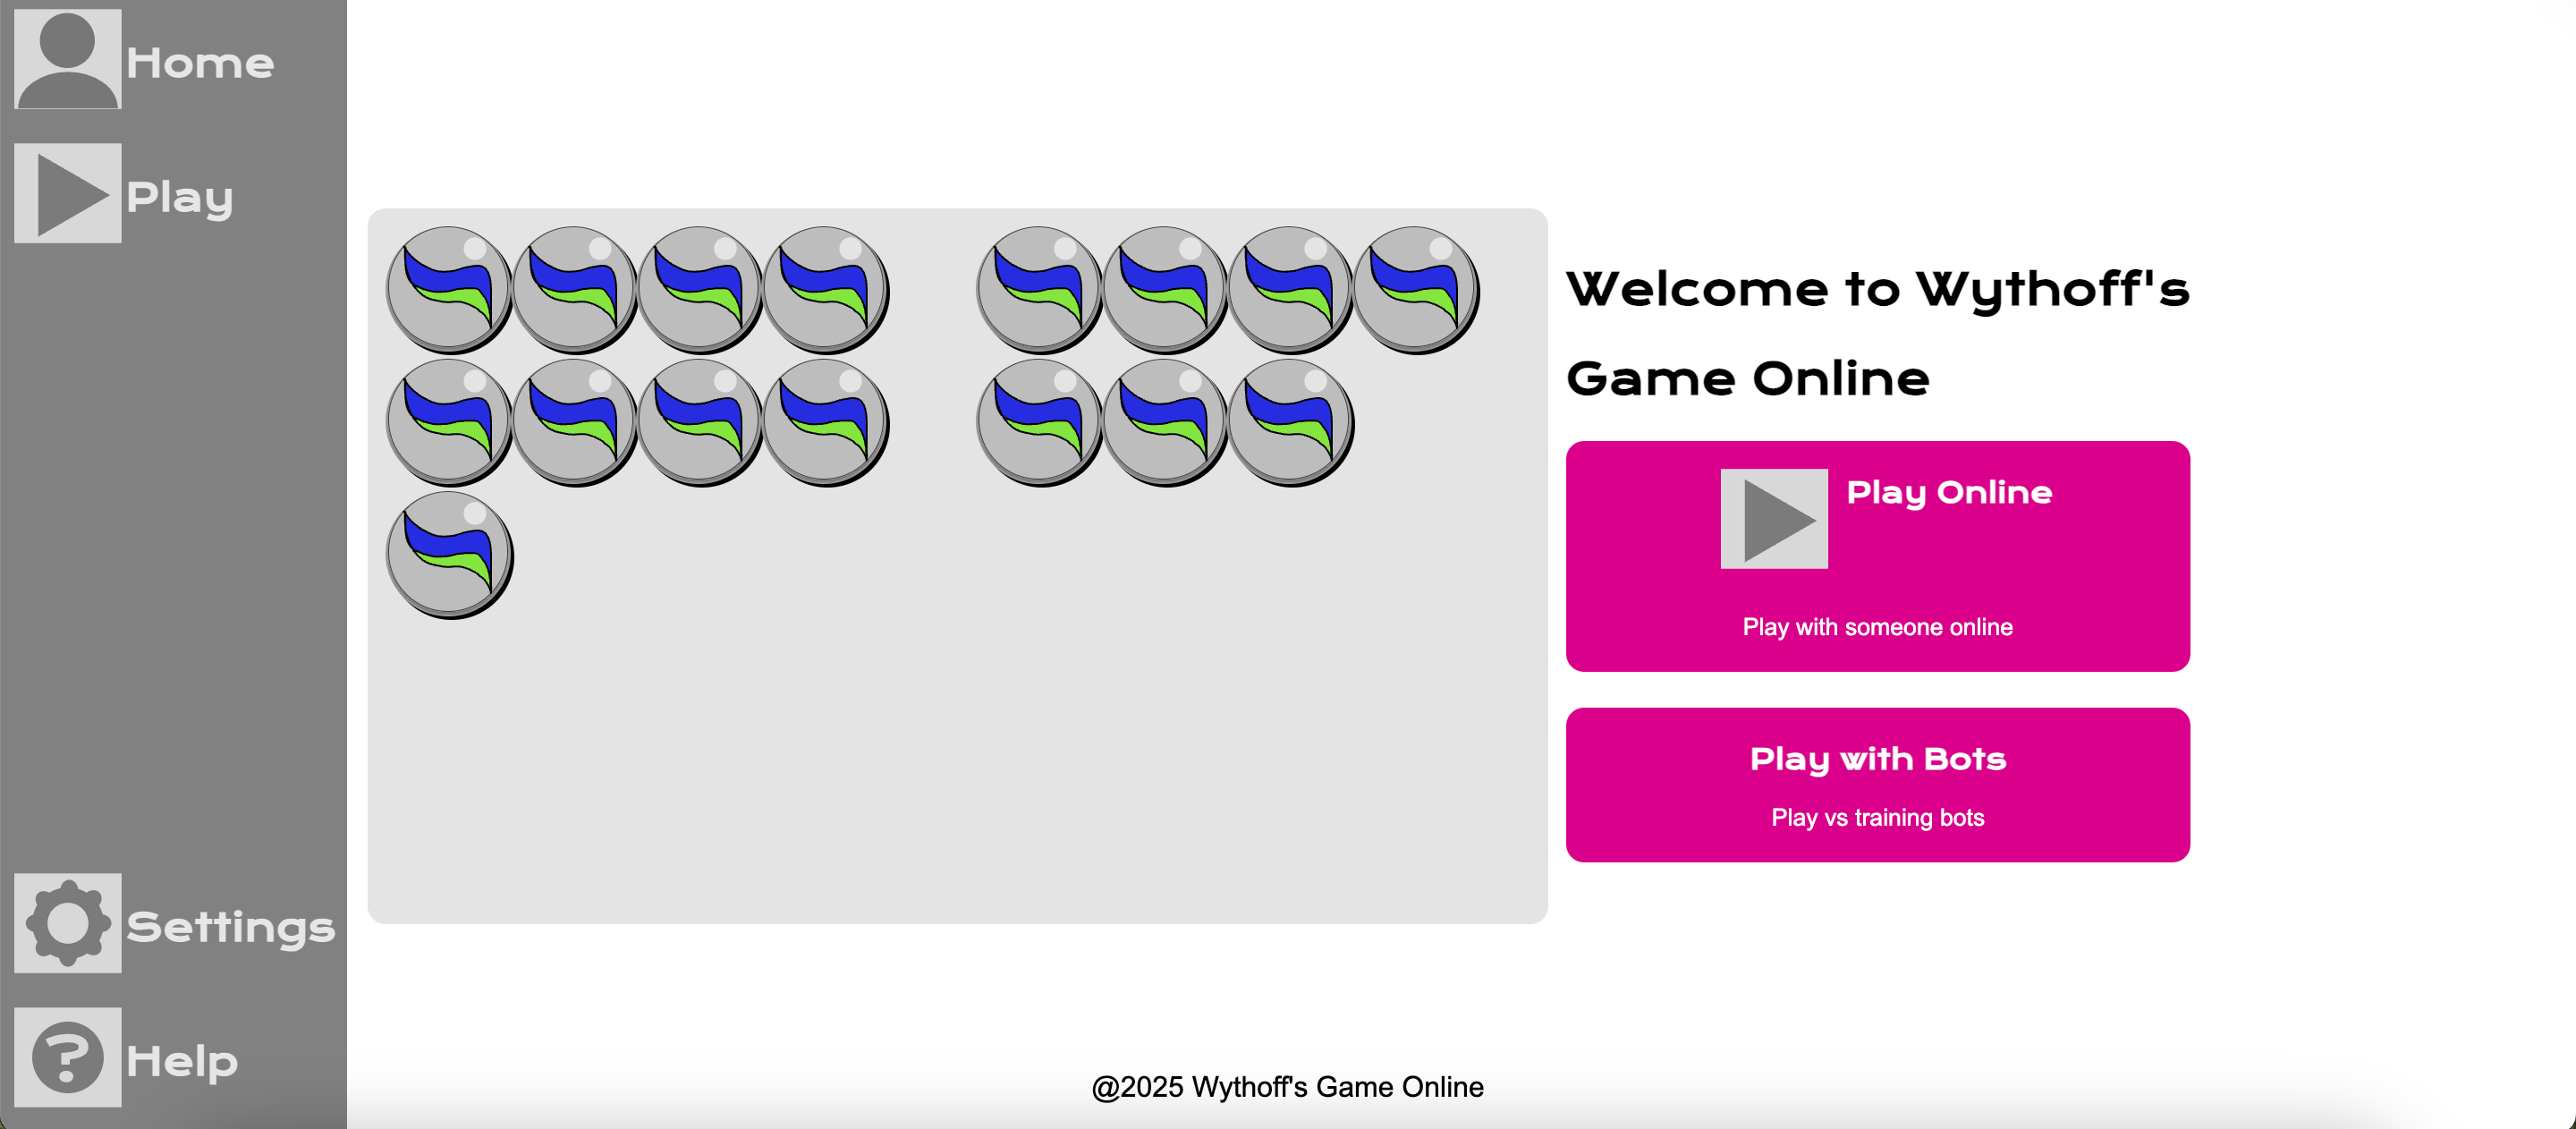 Home
Play
Welcome to Wythoff's
Game Online
Play Online
Play with someone online
Play with Bots
Play vs training bots
Settings
?
Help
@2025 Wythoff's Game Online